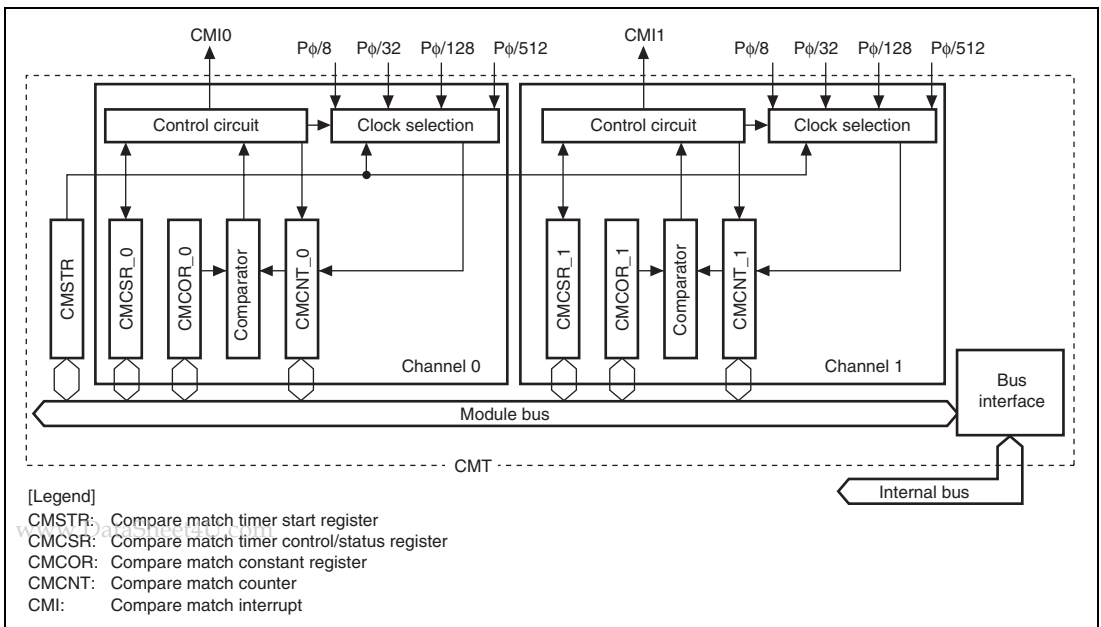 CMI0
Pϕ/8 Pϕ/32 Pϕ/128 Pϕ/512
CMI1
Pϕ/8 Pϕ/32 Pϕ/128 Pϕ/512
Control circuit
Clock selection
Control circuit
Clock selection
CMSTR
CMCSR_0
CMCOR_0
Comparator
CMCNT_0
Channel 0
CMCSR_1
CMCOR_1
Comparator
CMCNT_1
Channel 1
Bus
interface
Module bus
CMT
Internal bus
[Legend]
CMSTR: Compare match timer start register
www.DataSheet4U.com
CMCSR: Compare match timer control/status register
CMCOR: Compare match constant register
CMCNT: Compare match counter
CMI: Compare match interrupt